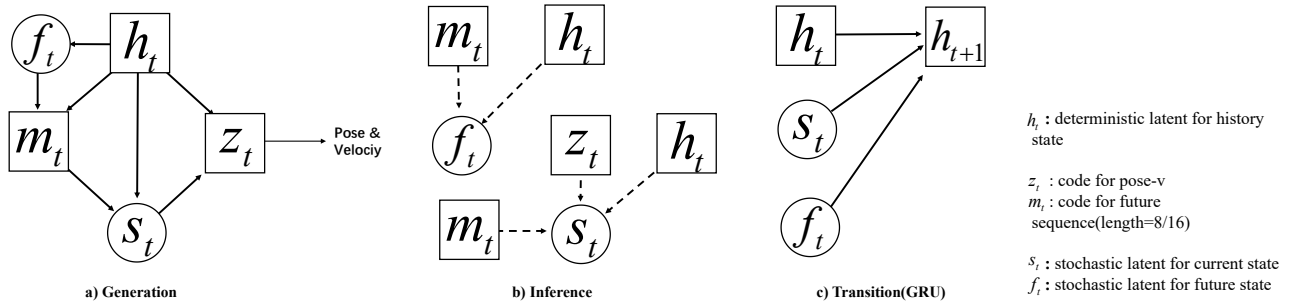 f_t
h_t
m_t
z_t
Pose &
Velociy
s_t
a) Generation
m_t
h_t
f_t
z_t
h_t
m_t
s_t
b) Inference
h_t
h_{t+1}
s_t
f_t
c) Transition(GRU)
h_t : deterministic latent for history
state
z_t : code for pose-v
m_t : code for future
sequence(length=8/16)
s_t : stochastic latent for current state
f_t : stochastic latent for future state